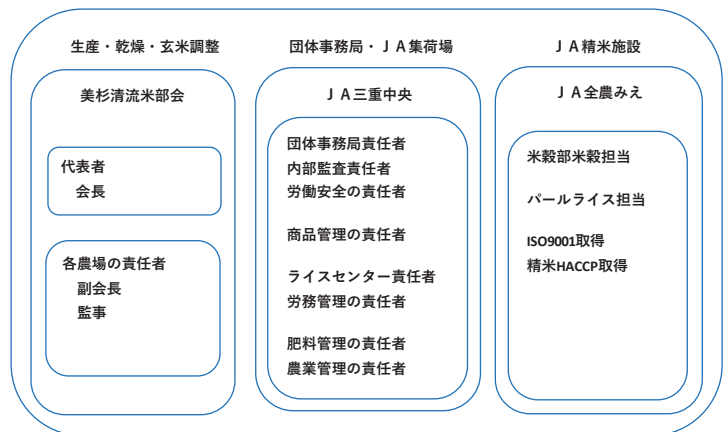 生産・乾燥・玄米調整
美杉清流米部会
代表者
会長
各農場の責任者
副会長
監事
団体事務局・ＪＡ集荷場
ＪＡ三重中央
団体事務局責任者
内部監査責任者
労働安全の責任者
商品管理の責任者
ライスセンター責任者
労務管理の責任者
肥料管理の責任者
農業管理の責任者
ＪＡ精米施設
ＪＡ全農みえ
米穀部米穀担当
パールライス担当
ISO9001取得
精米HACCP取得